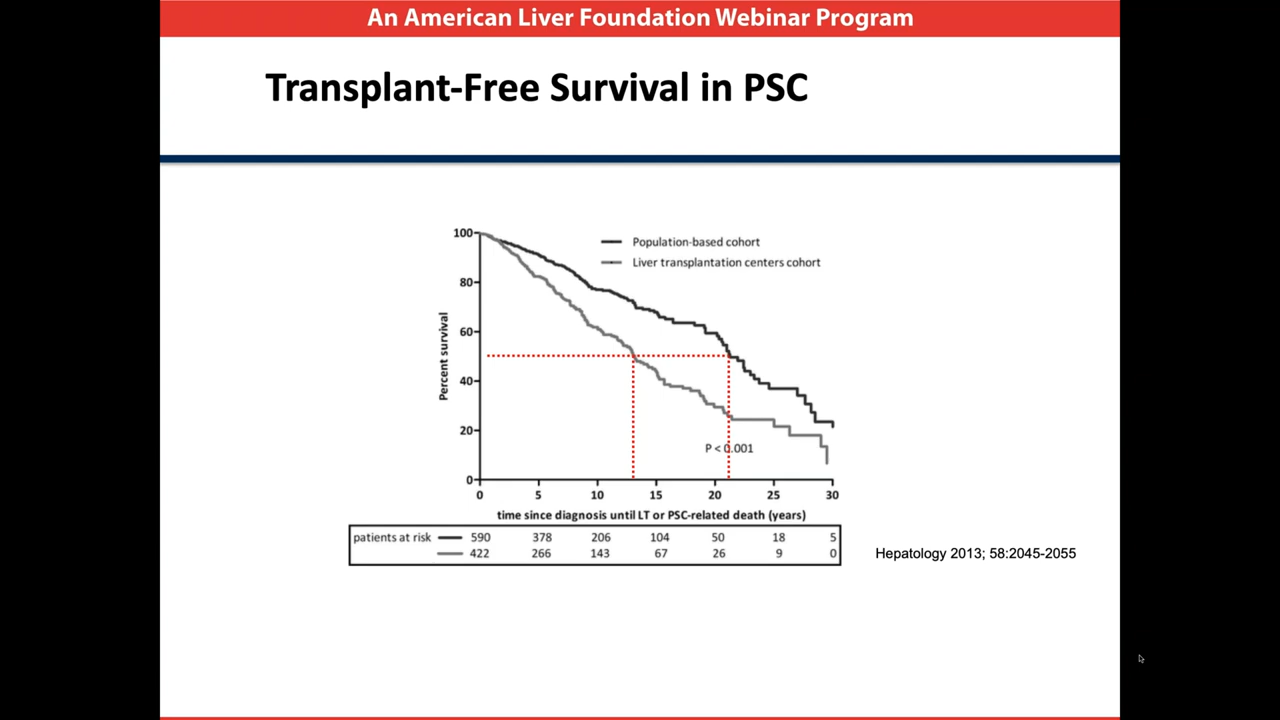 An American Liver Foundation Webinar Program
Transplant-Free Survival in PSC
100
80
60
40
20
0
Percent survival
Population-based cohort
Liver transplantation centers cohort
P < 0.001
0 5 10 15 20 25 30
time since diagnosis until LT or PSC-related death (years)
patients at risk 590 378 206 104 50 18 5
422 266 143 67 26 9 0
Hepatology 2013; 58:2045-2055